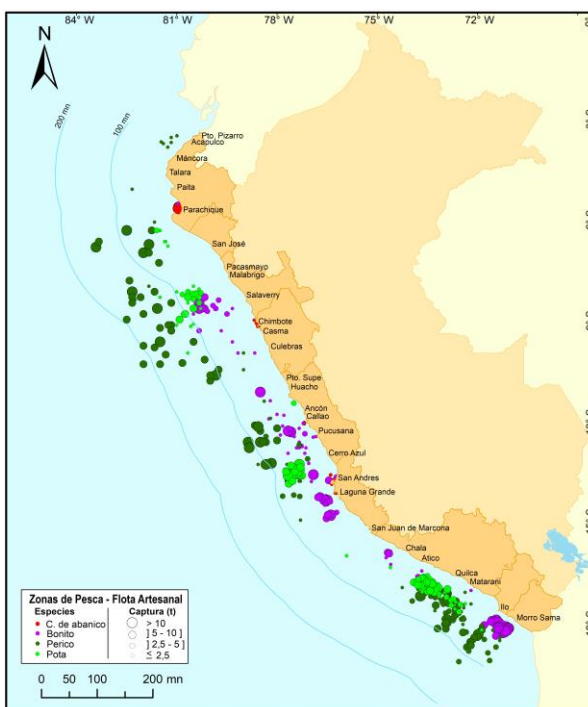 84° W
81° W
78° W
75° W
72° W
N
200 mn
100 mn
Pto. Pizarro
Acapulco
Máncora
Talara
Paita
Parachique
San José
Pacasmayo
Malabrigo
Salaverry
Chimbote
Casma
Culebras
Pto. Supe
Huacho
Ancón
Callao
Pucusana
Cerro Azul
San Andres
Laguna Grande
San Juan de Marcona
Chala
Atico
Quilca
Matarani
Ilo
Morro Sama
Zonas de Pesca - Flota Artesanal
Especies Captura (t)
C. de abanico > 10
Bonito ] 5 - 10 ]
Perico ] 2,5 - 5 ]
Pota ≤ 2,5
0 50 100 200 mn